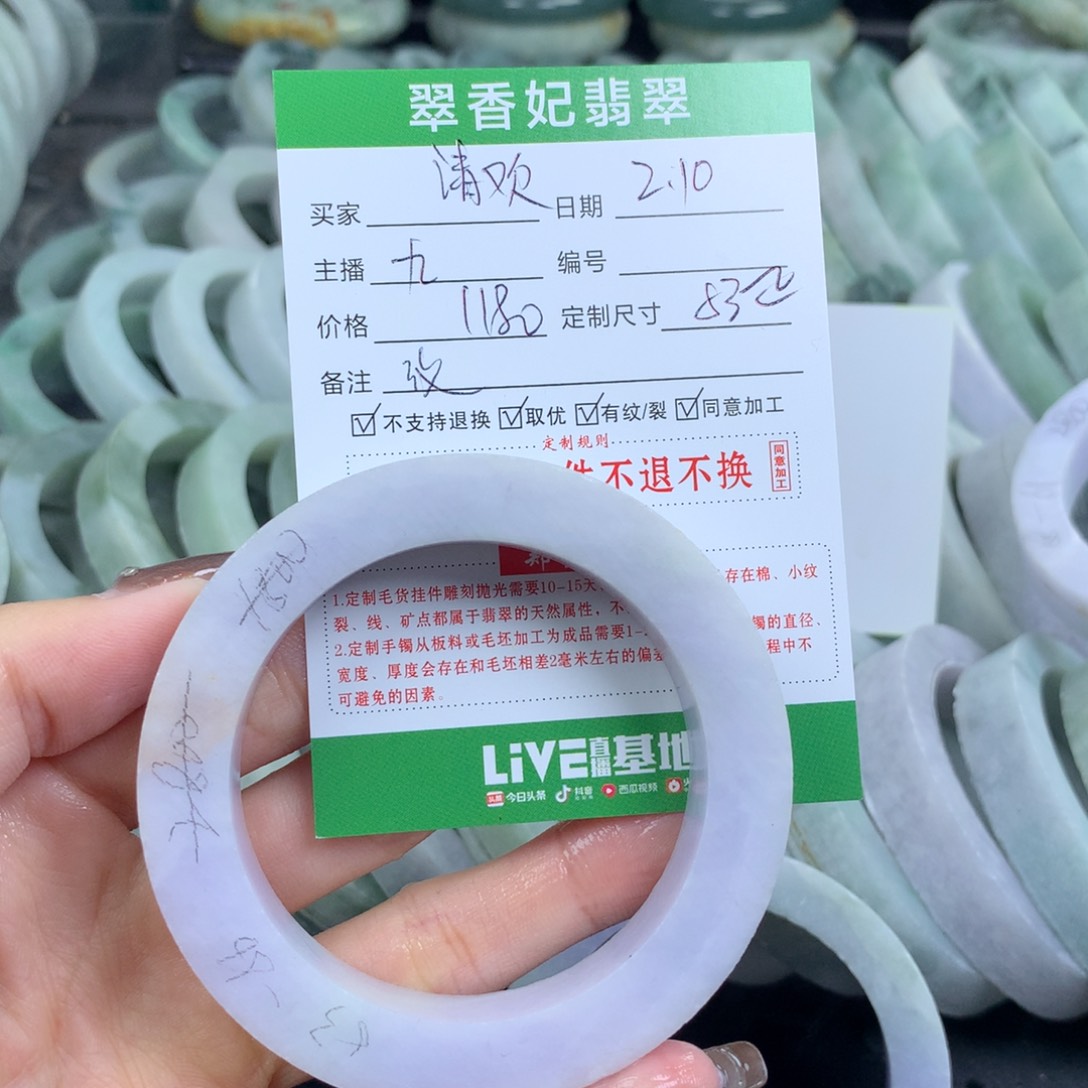 翠香妃翡翠
买家 清欢 日期 2.10
主播 九 编号
价格 1180 定制尺寸 53
备注
☑不支持退换 ☑取优 ☑有纹/裂 ☑同意加工
定制规则
件不退不换 同意加工
1.定制毛货挂件雕刻抛光需要10-15天 存在棉、小纹
裂、线、矿点都属于翡翠的天然属性，不
2.定制手镯从板料或毛坯加工为成品需要1- 镯的直径、
宽度、厚度会存在和毛坯相差2毫米左右的偏差 程中不
可避免的因素。
LiVE直播基地
头条 今日头条 抖音 西瓜视频 火